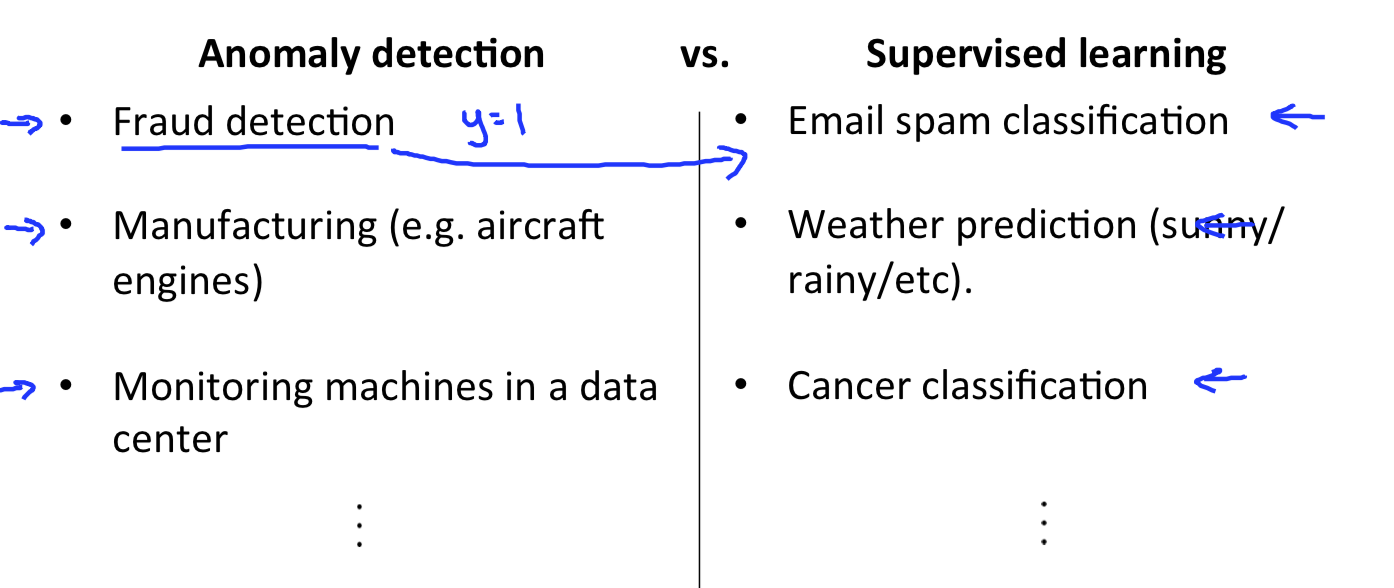 Anomaly detection vs. Supervised learning
• Fraud detection y=1
• Manufacturing (e.g. aircraft
engines)
• Monitoring machines in a data
center
⋮
• Email spam classification
• Weather prediction (sunny/
rainy/etc).
• Cancer classification
⋮